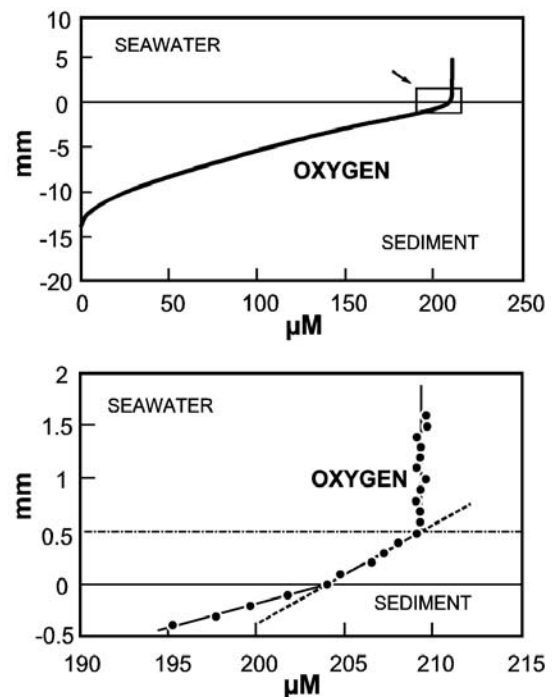 10
SEAWATER
5
0
mm
-5
OXYGEN
-10
-15
SEDIMENT
-20
0 50 100 150 200 250
µM
2
SEAWATER
1.5
mm
1
OXYGEN
0.5
0
SEDIMENT
-0.5
190 195 200 205 210 215
µM